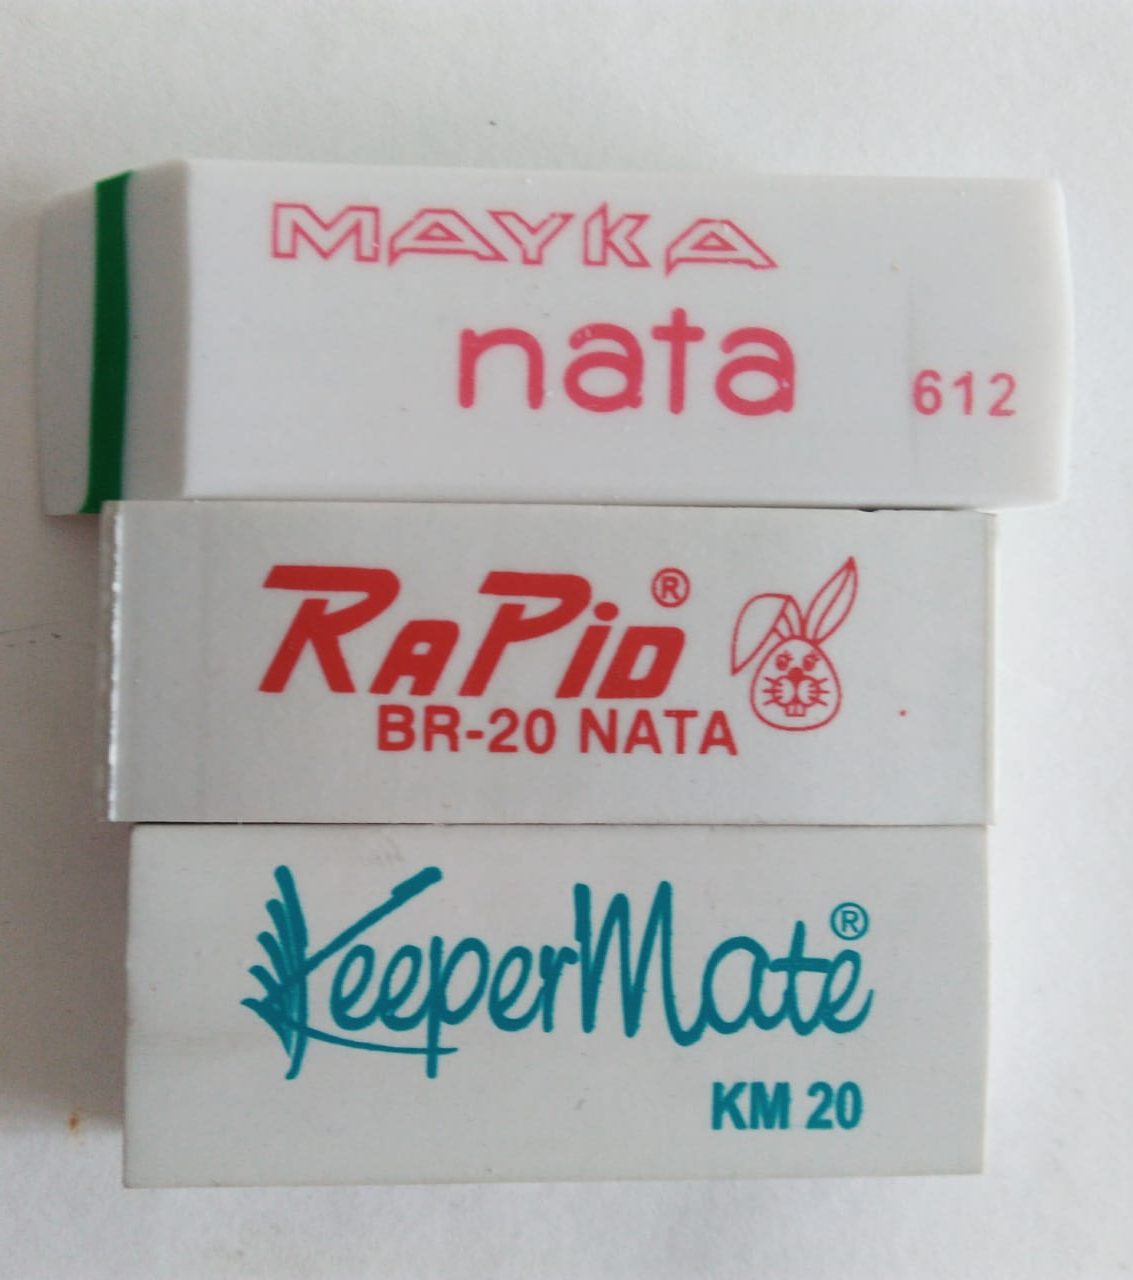 MAYKA
nata
612
RaPiD®
BR-20 NATA
KeeperMate®
KM 20